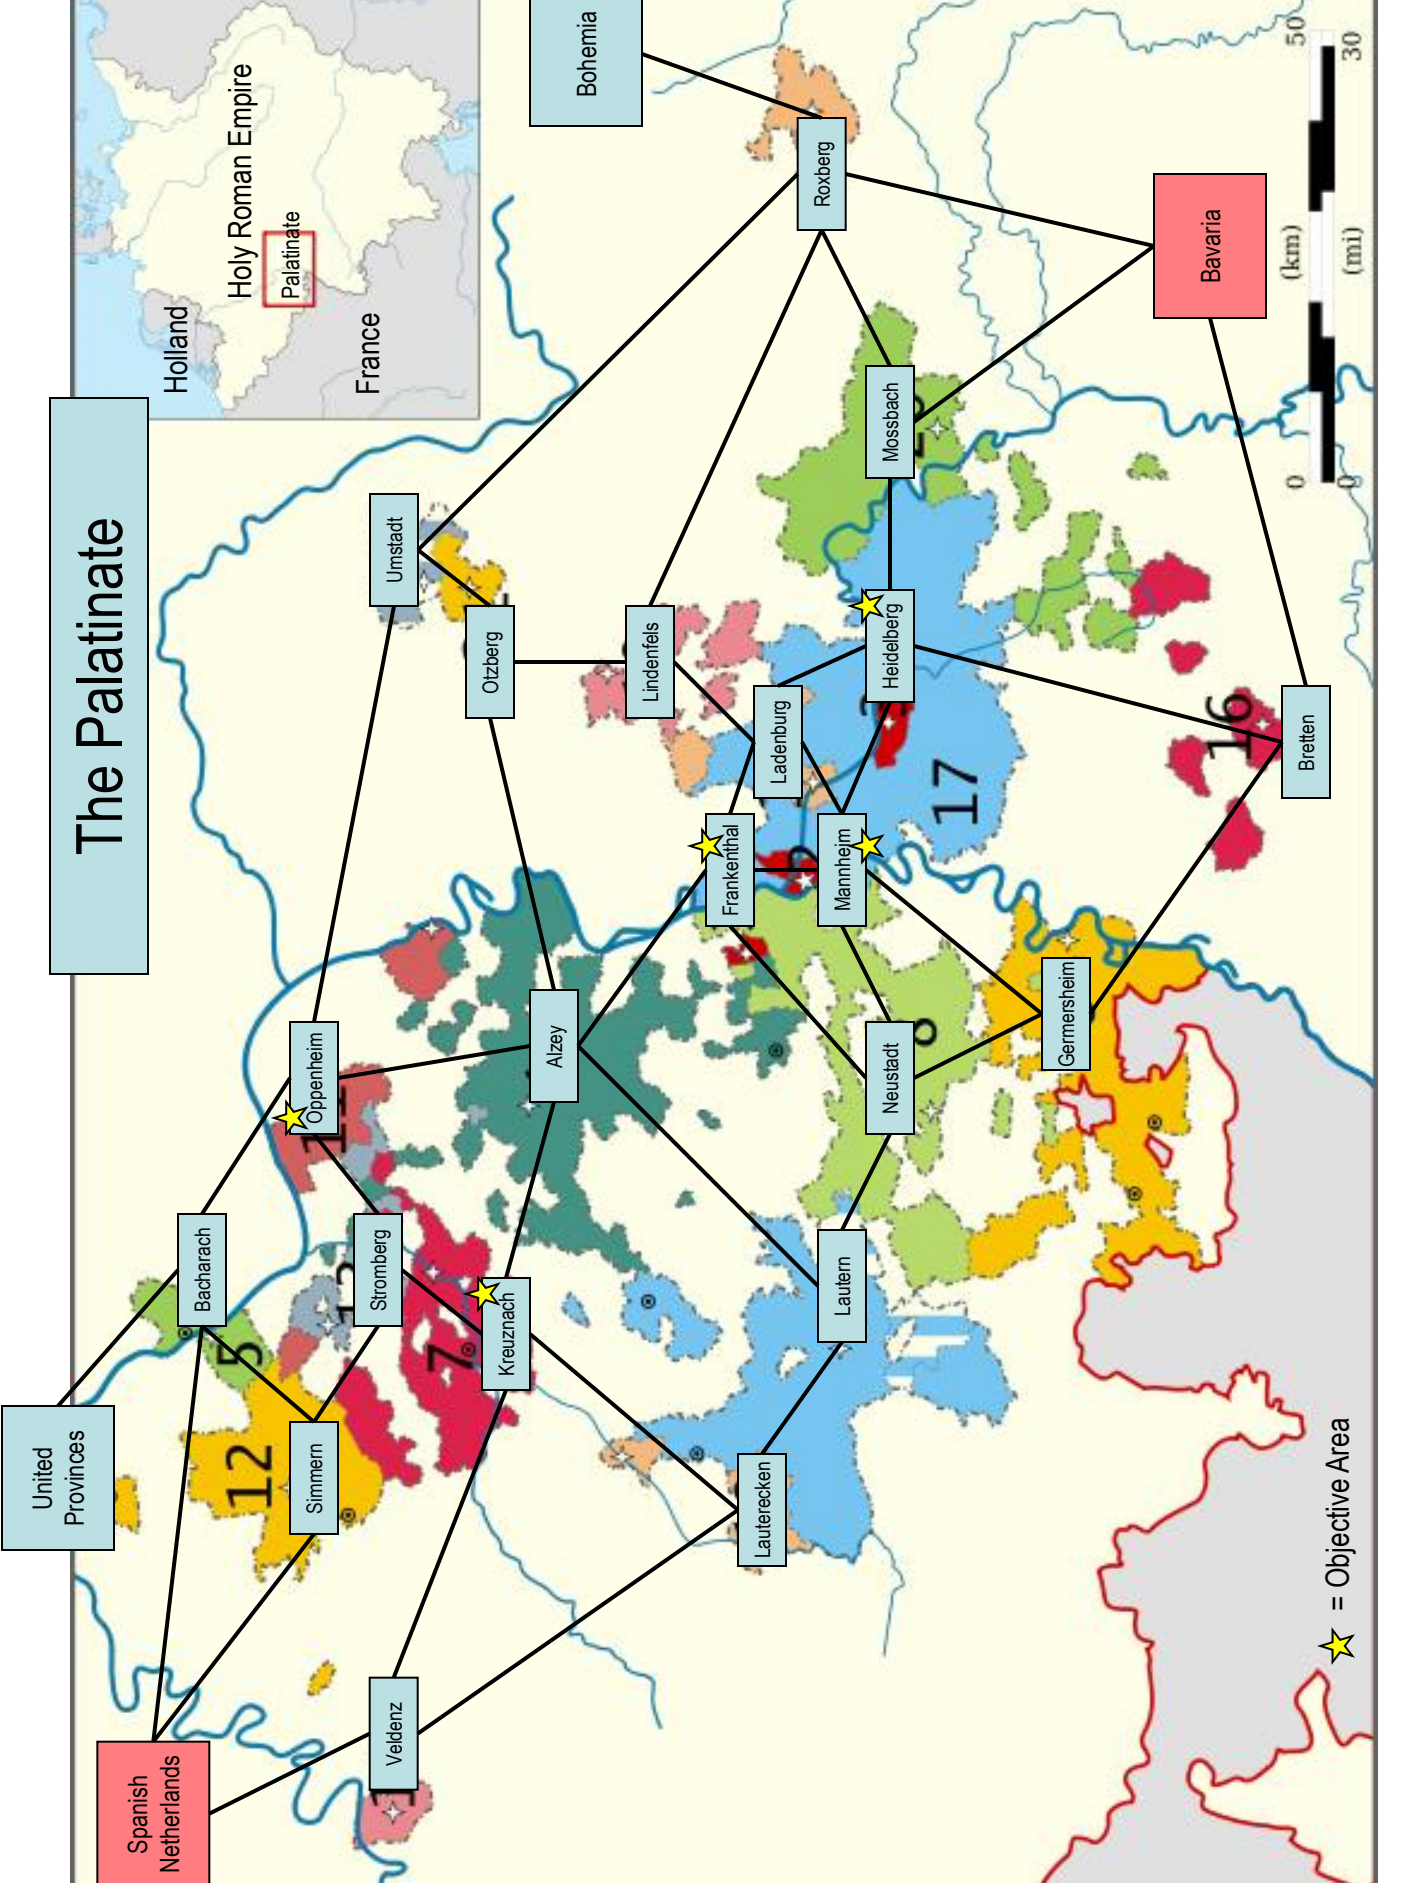 United
Provinces
The Palatinate
Spanish
Netherlands
Holland
Bacharach
Holy Roman Empire
12
5
Palatinate
Simmern
Oppenheim
France
Stromberg
Veldenz
Umstadt
7
Otzberg
Kreuznach
Alzey
Bohemia
Lindenfels
Frankenthal
Lauterecken
Ladenburg
Roxberg
Lautern
Mannheim
Neustadt
Heidelberg
Mossbach
8
17
Germersheim
Bavaria
16
Bretten
0 (km) 50
0 (mi) 30
= Objective Area